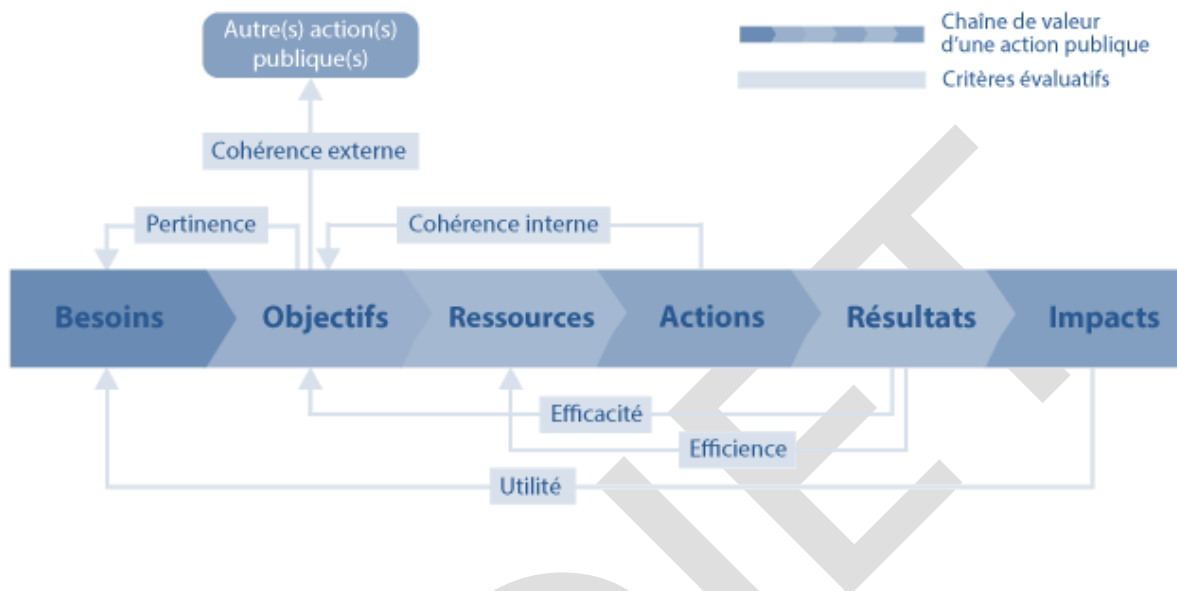 Autre(s) action(s)
publique(s)
Chaîne de valeur
d'une action publique
Critères évaluatifs
Cohérence externe
Pertinence
Cohérence interne
Besoins
Objectifs
Ressources
Actions
Résultats
Impacts
Efficacité
Efficience
Utilité